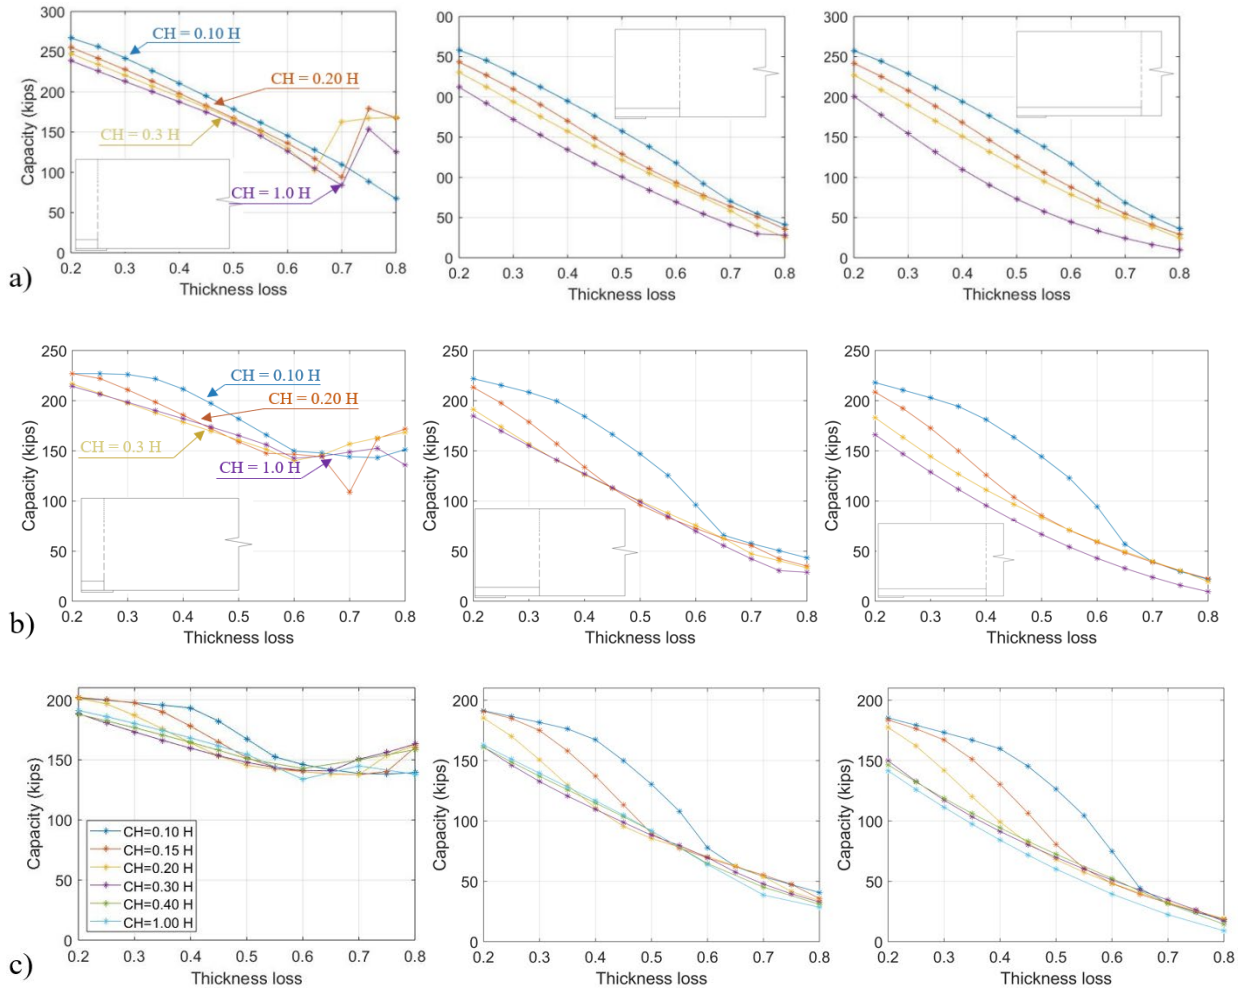 300
250
200
150
100
50
0
Capacity (kips)
CH = 0.10 H
CH = 0.20 H
CH = 0.3 H
CH = 1.0 H
0.2 0.3 0.4 0.5 0.6 0.7 0.8
Thickness loss
a)
00
50
00
50
00
50
0
0.2 0.3 0.4 0.5 0.6 0.7 0.8
Thickness loss
300
250
200
150
100
50
0
Capacity (kips)
0.2 0.3 0.4 0.5 0.6 0.7 0.8
Thickness loss
250
200
150
100
50
0
Capacity (kips)
CH = 0.10 H
CH = 0.20 H
CH = 0.3 H
CH = 1.0 H
0.2 0.3 0.4 0.5 0.6 0.7 0.8
Thickness loss
b)
250
200
150
100
50
0
Capacity (kips)
0.2 0.3 0.4 0.5 0.6 0.7 0.8
Thickness loss
250
200
150
100
50
0
Capacity (kips)
0.2 0.3 0.4 0.5 0.6 0.7 0.8
Thickness loss
200
150
100
50
0
Capacity (kips)
CH=0.10 H
CH=0.15 H
CH=0.20 H
CH=0.30 H
CH=0.40 H
CH=1.00 H
0.2 0.3 0.4 0.5 0.6 0.7 0.8
Thickness loss
c)
200
150
100
50
0
Capacity (kips)
0.2 0.3 0.4 0.5 0.6 0.7 0.8
Thickness loss
200
150
100
50
0
Capacity (kips)
0.2 0.3 0.4 0.5 0.6 0.7 0.8
Thickness loss